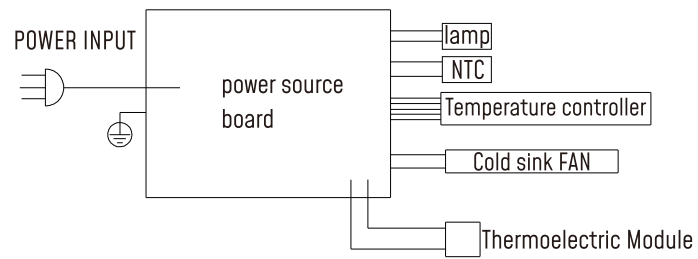 POWER INPUT
power source
board
lamp
NTC
Temperature controller
Cold sink FAN
Thermoelectric Module